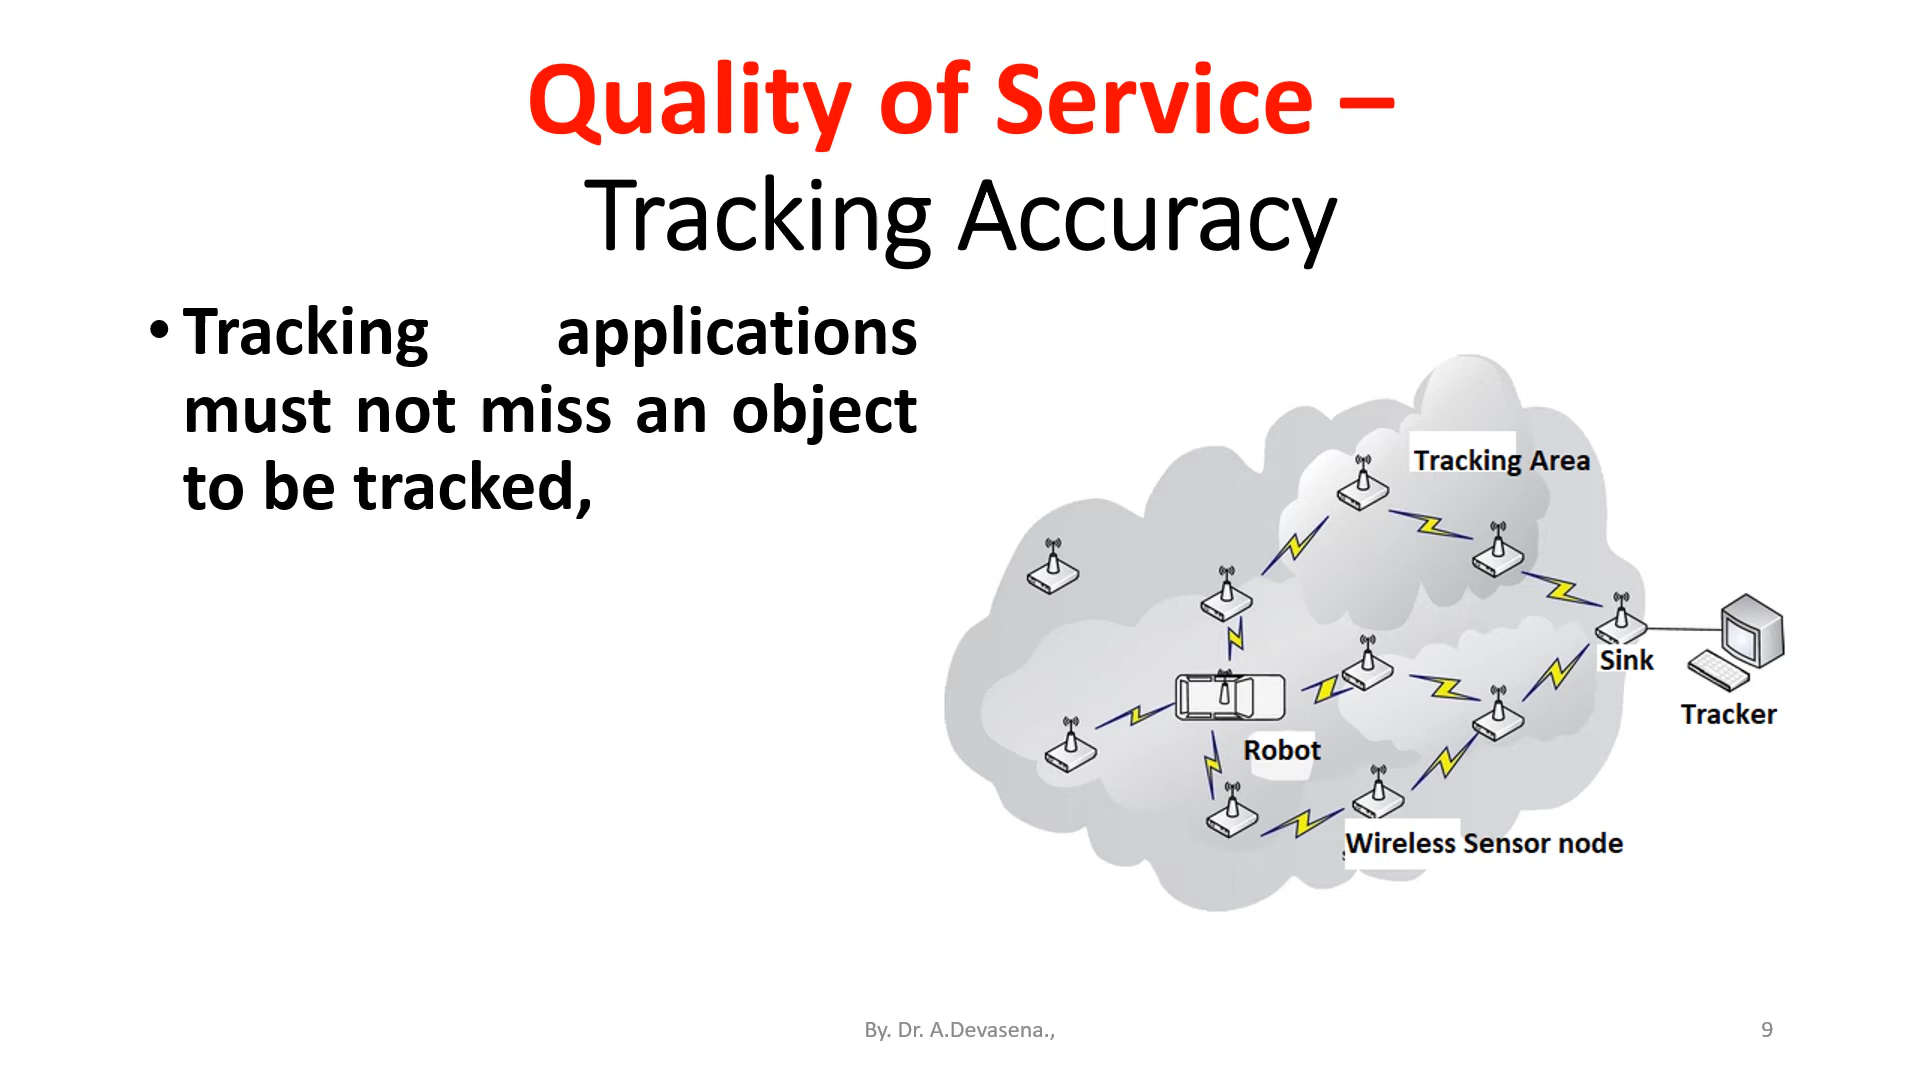 Quality of Service –
Tracking Accuracy
• Tracking applications
must not miss an object
to be tracked,
Tracking Area
Sink
Tracker
Robot
Wireless Sensor node
By. Dr. A.Devasena.,
9